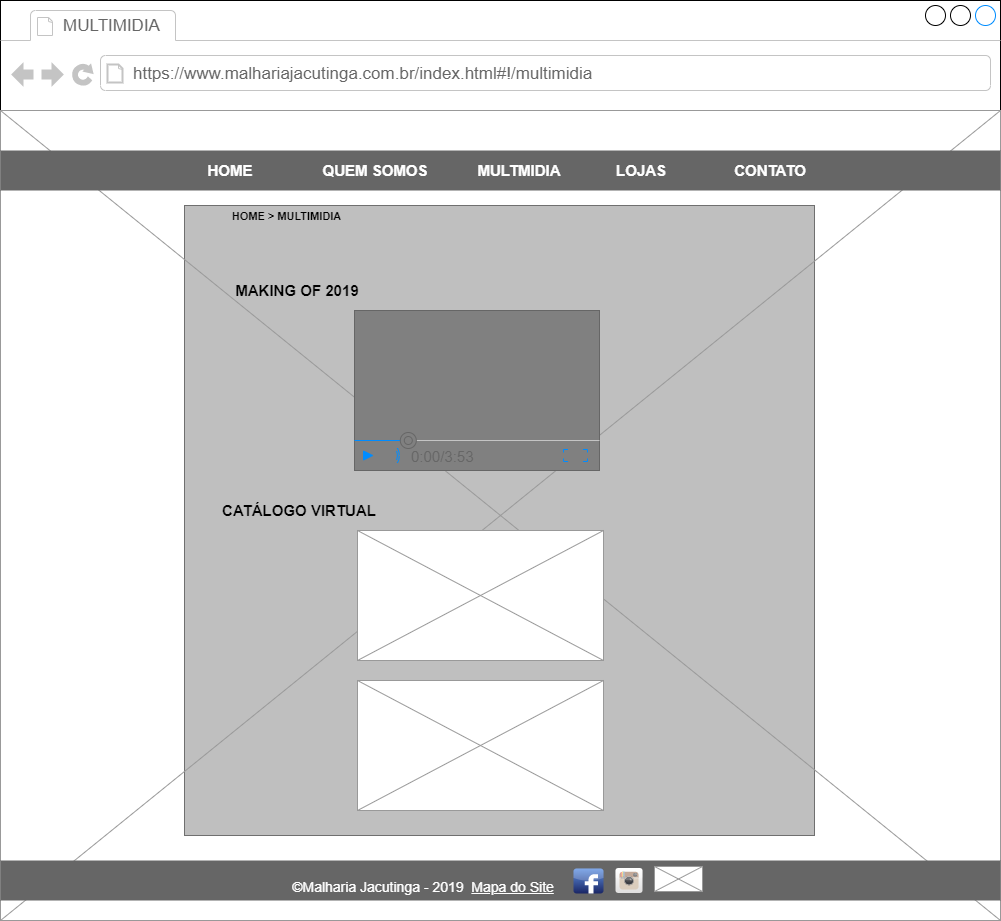 MULTIMIDIA
https://www.malhariajacutinga.com.br/index.html#!/multimidia
HOME QUEM SOMOS MULTMIDIA LOJAS CONTATO
HOME > MULTIMIDIA
MAKING OF 2019
0:00/3:53
CATÁLOGO VIRTUAL
©Malharia Jacutinga - 2019 Mapa do Site